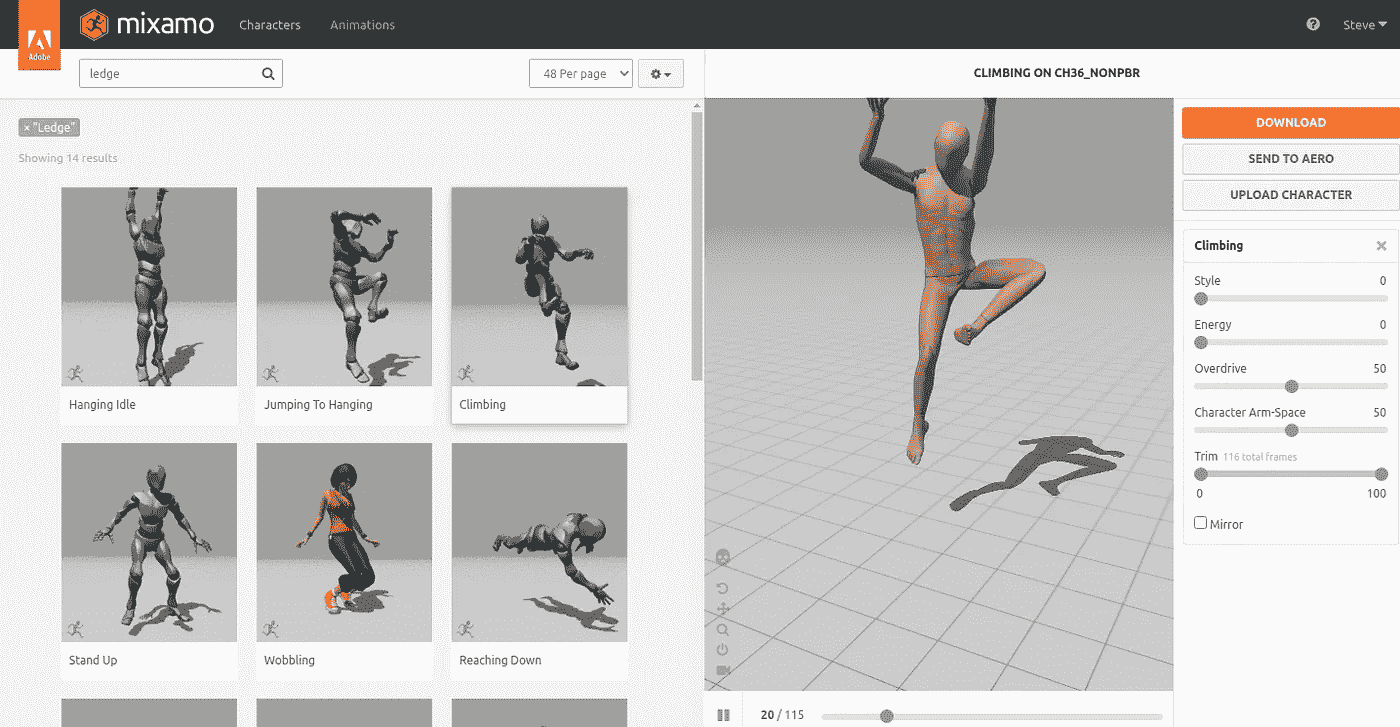 Adobe
mixamo
Characters
Animations
Steve
ledge
48 Per page
CLIMBING ON CH36_NONPBR
× "Ledge"
Showing 14 results
Hanging Idle
Jumping To Hanging
Climbing
Stand Up
Wobbling
Reaching Down
20 / 115
DOWNLOAD
SEND TO AERO
UPLOAD CHARACTER
Climbing
Style 0
Energy 0
Overdrive 50
Character Arm-Space 50
Trim 116 total frames
0 100
Mirror